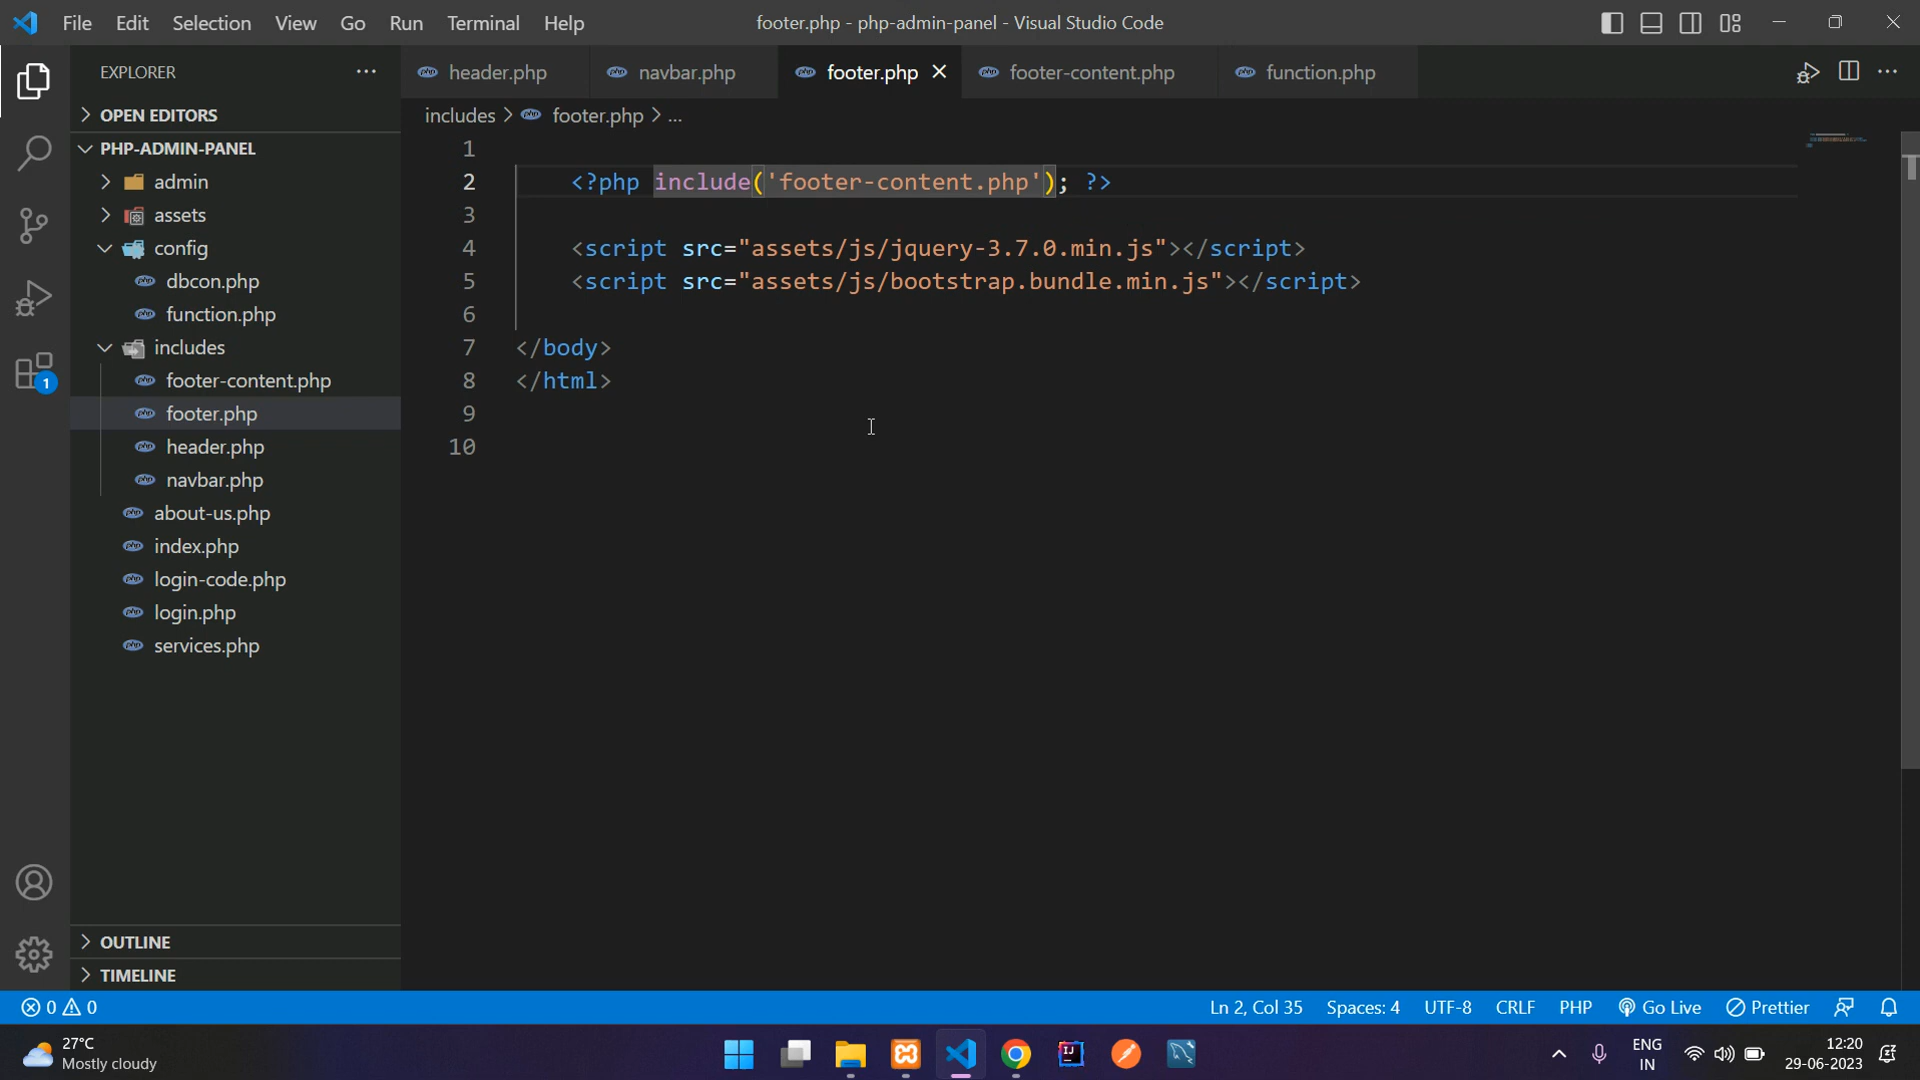 File Edit Selection View Go Run Terminal Help
footer.php - php-admin-panel - Visual Studio Code
EXPLORER
header.php
navbar.php
footer.php
footer-content.php
function.php
OPEN EDITORS
includes > footer.php > ...
PHP-ADMIN-PANEL
admin
assets
config
dbcon.php
function.php
includes
footer-content.php
footer.php
header.php
navbar.php
about-us.php
index.php
login-code.php
login.php
services.php
1
2 <?php include('footer-content.php'); ?>
3
4 <script src="assets/js/jquery-3.7.0.min.js"></script>
5 <script src="assets/js/bootstrap.bundle.min.js"></script>
6
7 </body>
8 </html>
9
10
1
OUTLINE
TIMELINE
0 0
Ln 2, Col 35 Spaces: 4 UTF-8 CRLF PHP Go Live Prettier
27°C
Mostly cloudy
IJ
ENG
IN
12:20
29-06-2023